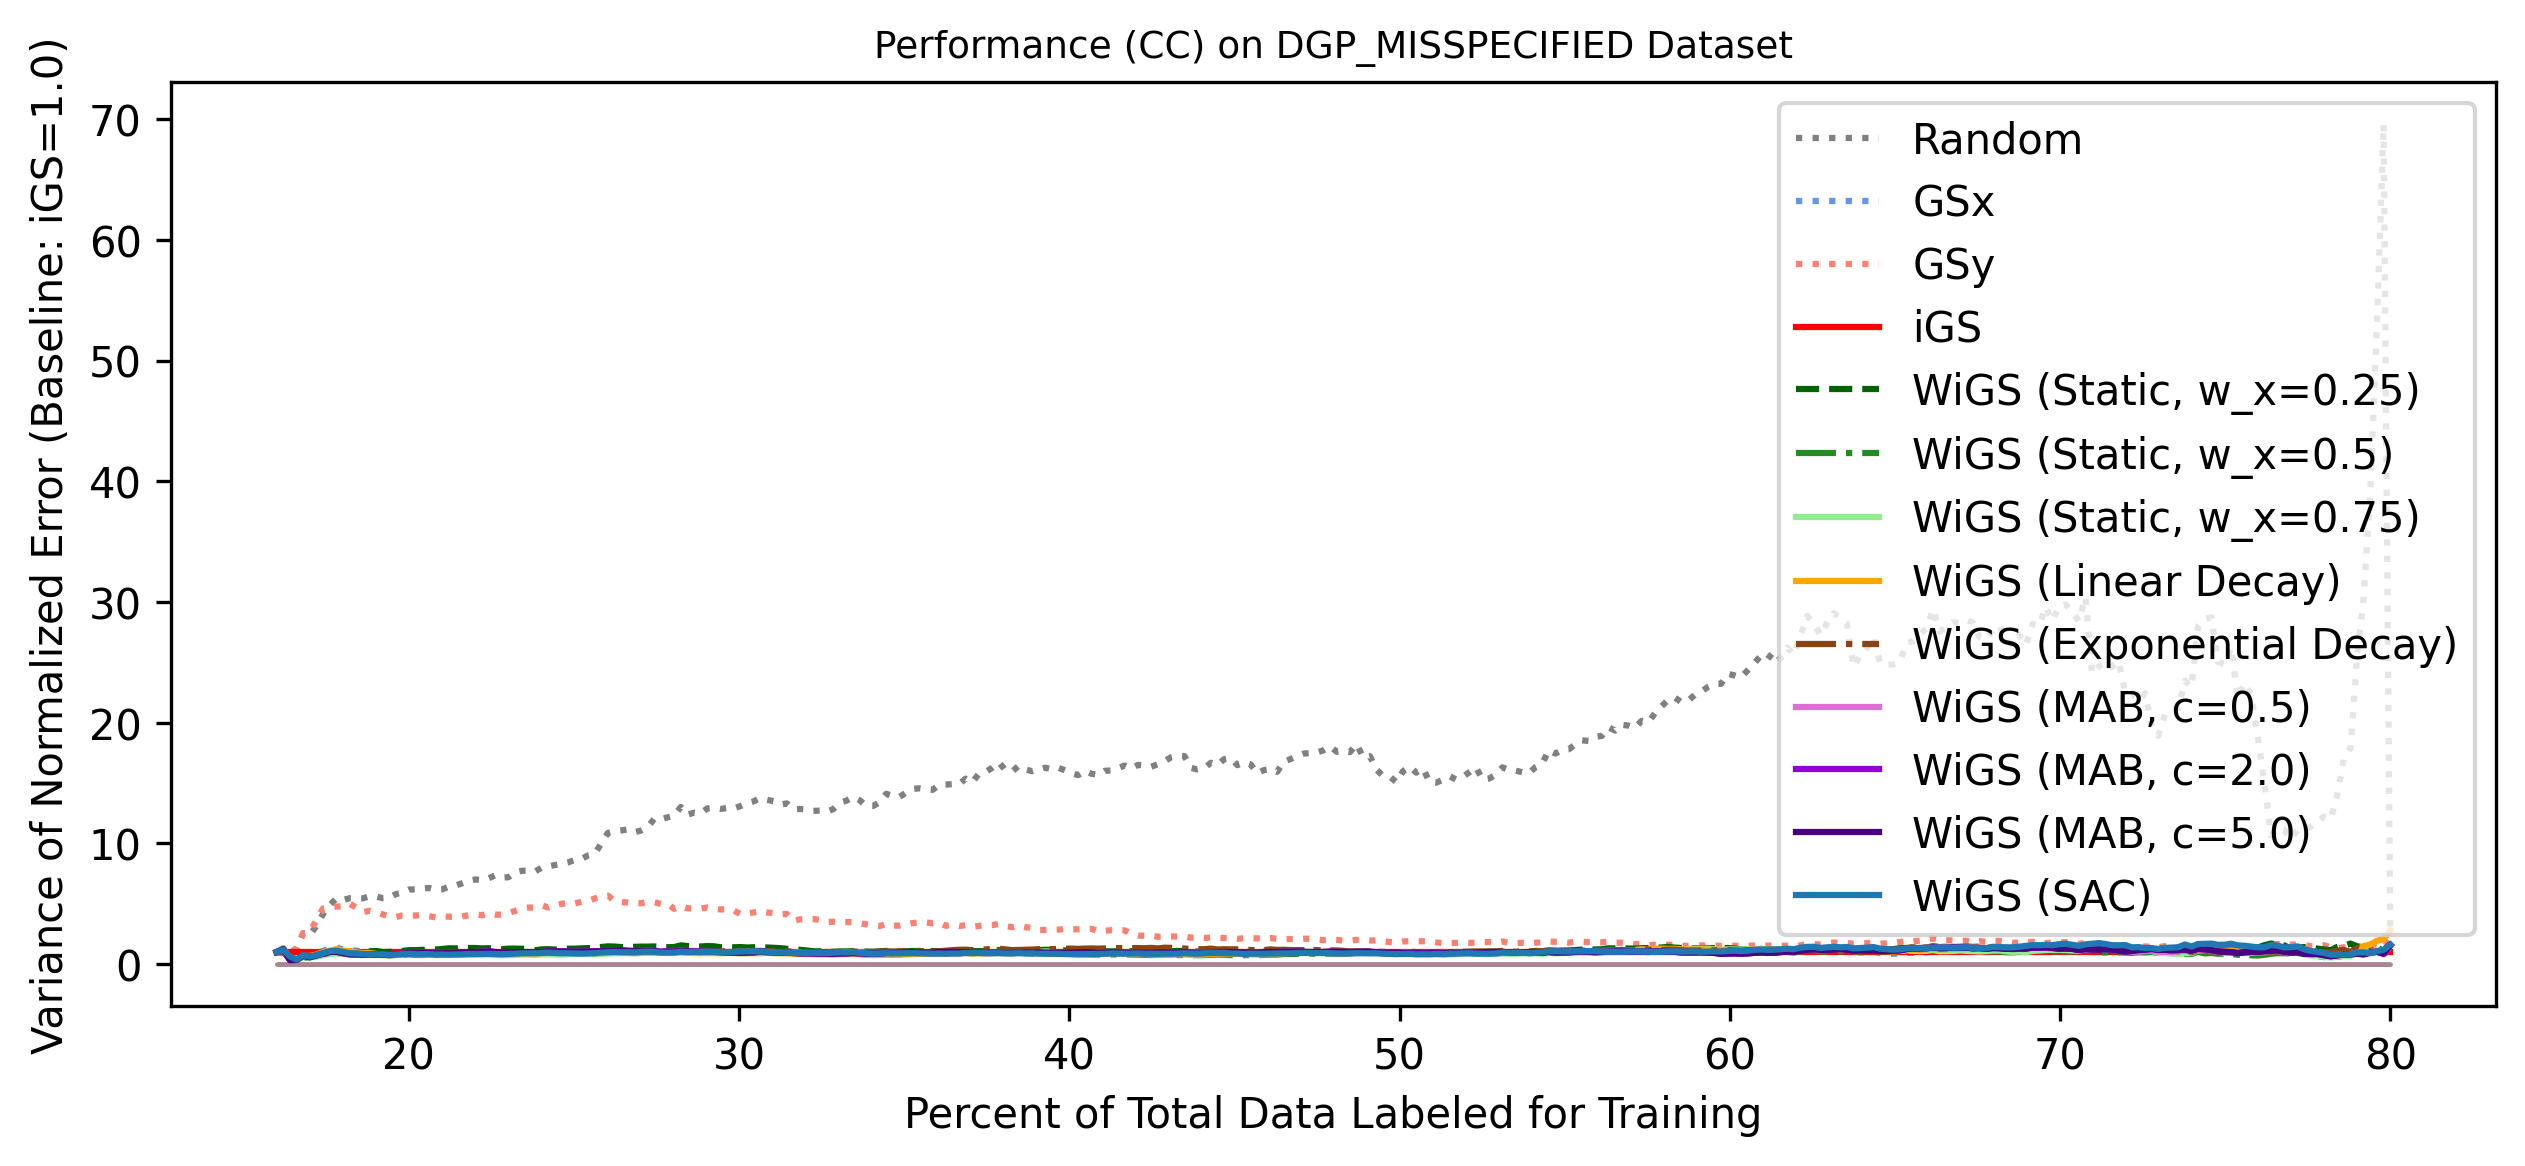 Performance (CC) on DGP_MISSPECIFIED Dataset
Variance of Normalized Error (Baseline: iGS=1.0)
70
60
50
40
30
20
10
0
Random
GSx
GSy
iGS
WiGS (Static, w_x=0.25)
WiGS (Static, w_x=0.5)
WiGS (Static, w_x=0.75)
WiGS (Linear Decay)
WiGS (Exponential Decay)
WiGS (MAB, c=0.5)
WiGS (MAB, c=2.0)
WiGS (MAB, c=5.0)
WiGS (SAC)
20 30 40 50 60 70 80
Percent of Total Data Labeled for Training